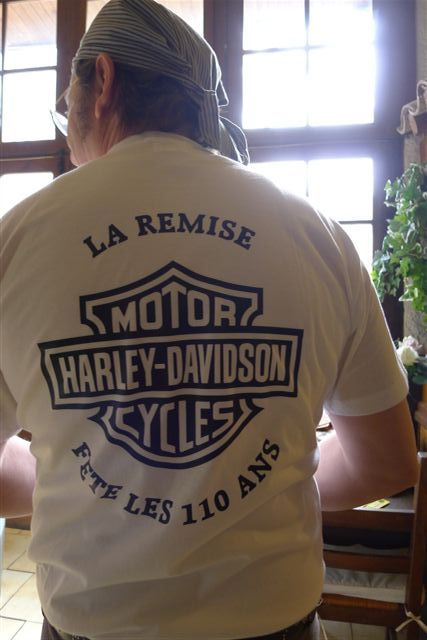 LA REMISE
MOTOR
HARLEY-DAVIDSON
CYCLES
FETE LES 110 ANS